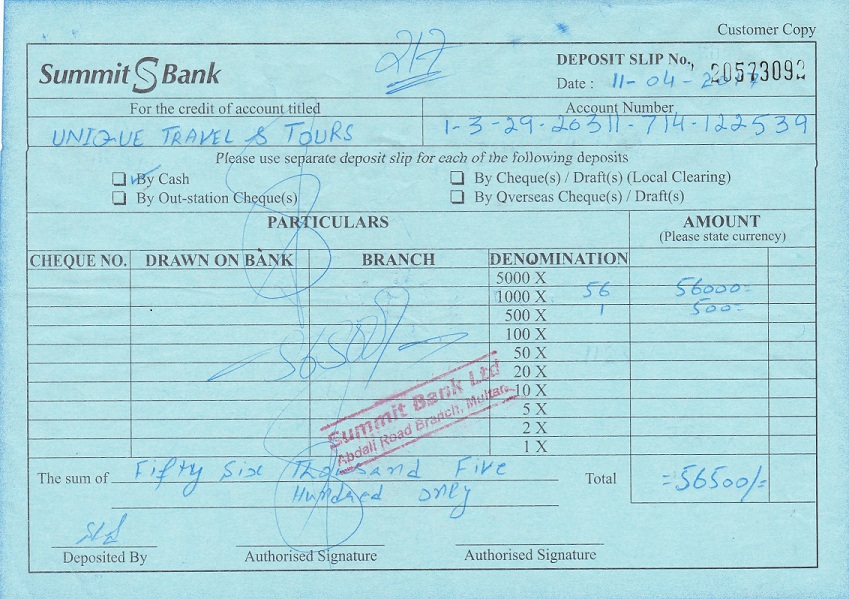 Customer Copy
Summit S Bank
217
DEPOSIT SLIP No., 20573092
Date : 11-04-
For the credit of account titled
Account Number
UNIQUE TRAVEL & TOURS
1-3-29-20311-714-122539
Please use separate deposit slip for each of the following deposits
❑ By Cash
❑ By Cheque(s) / Draft(s) (Local Clearing)
❑ By Out-station Cheque(s)
❑ By Qverseas Cheque(s) / Draft(s)
PARTICULARS
AMOUNT
(Please state currency)
CHEQUE NO. DRAWN ON BANK BRANCH DENOMINATION
5000 X
1000 X 56 56000=
500 X 1 500=
100 X
50 X
20 X
10 X
5 X
2 X
1 X
56500/-
Summit Bank Ltd
Abdali Road Branch, Multan.
The sum of Fifty Six Thousand Five
Hundred only
Total =56500/=
Deposited By
Authorised Signature
Authorised Signature